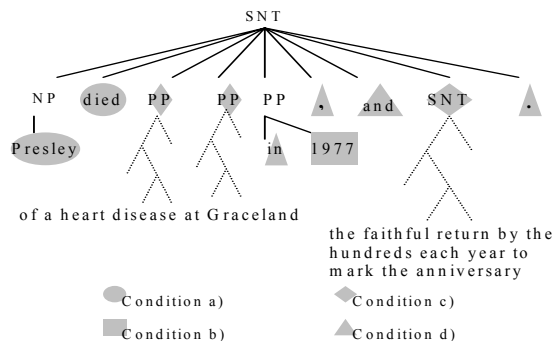 SNT
NP died PP PP PP , and SNT .
Presley in 1977
of a heart disease at Graceland
the faithful return by the
hundreds each year to
mark the anniversary
Condition a) Condition c)
Condition b) Condition d)